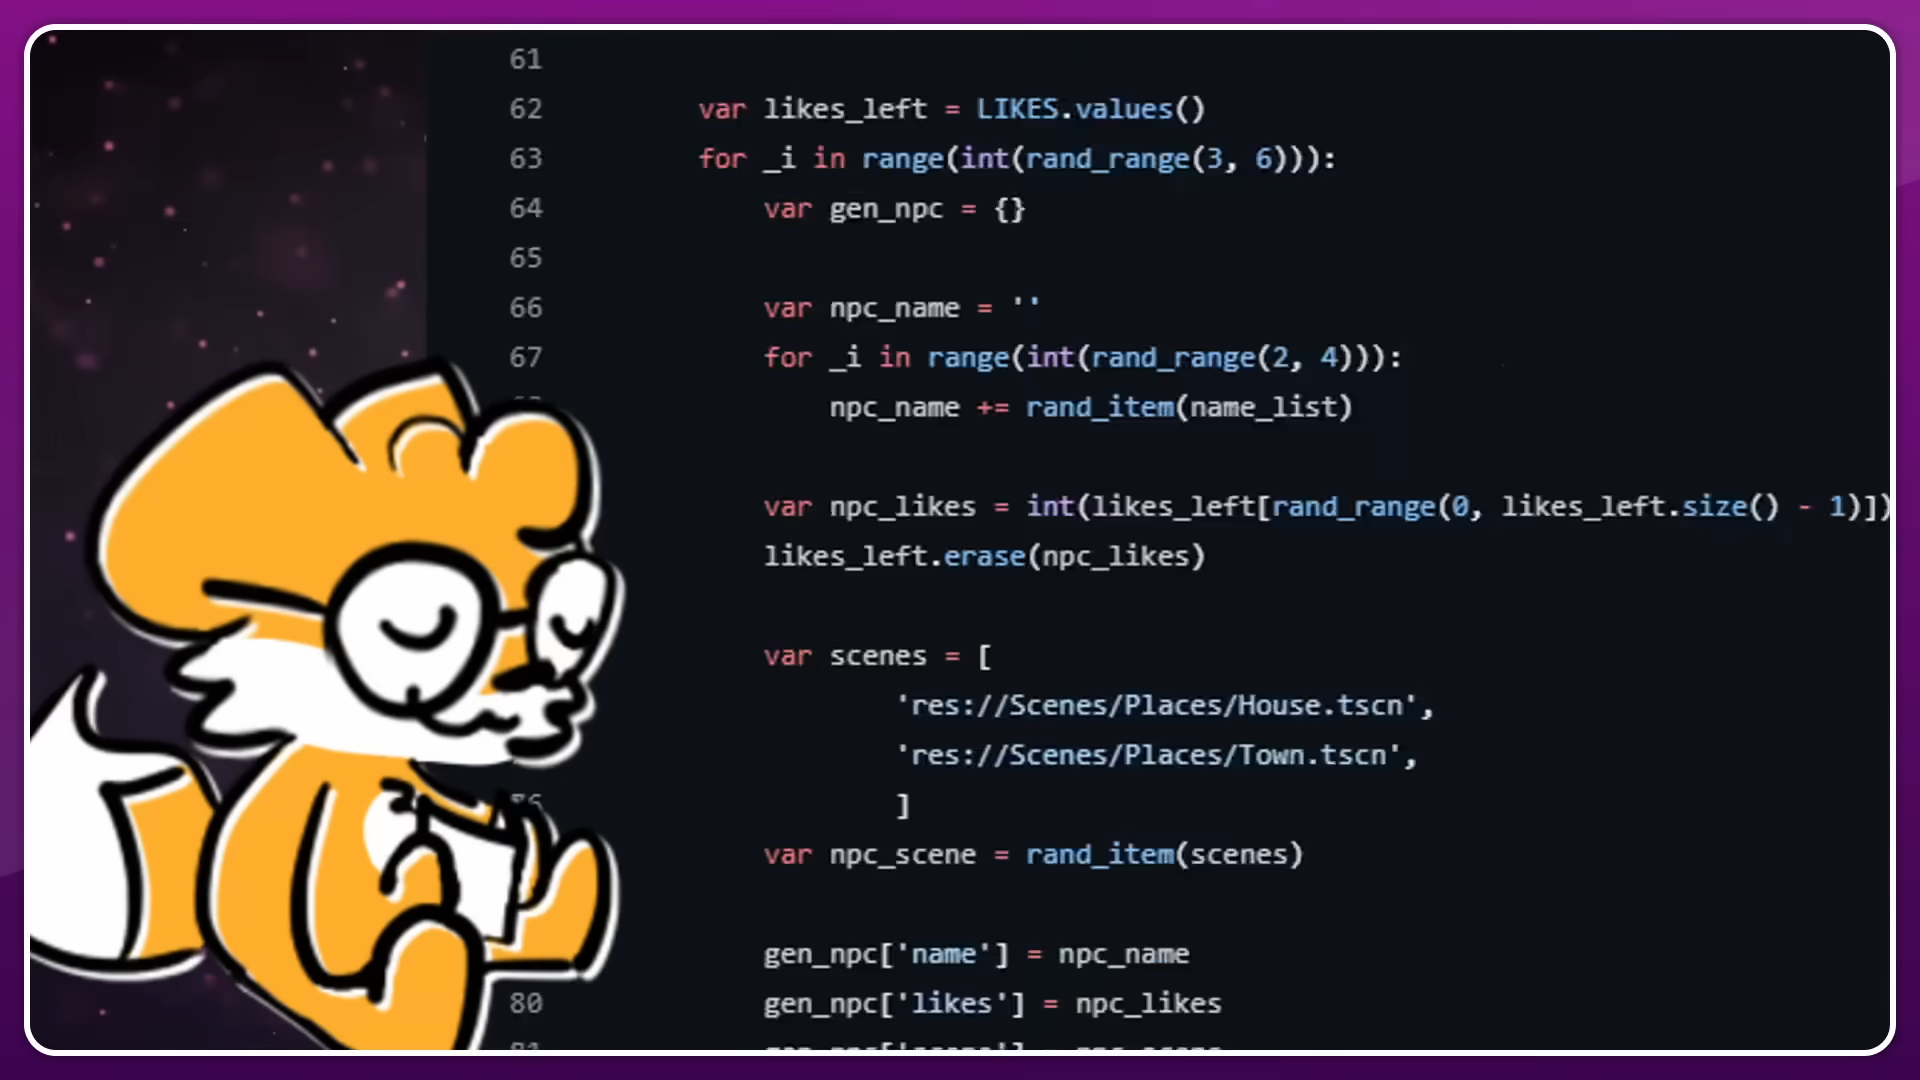 61
62 var likes_left = LIKES.values()
63 for _i in range(int(rand_range(3, 6))):
64 var gen_npc = {}
65
66 var npc_name = ''
67 for _i in range(int(rand_range(2, 4))):
npc_name += rand_item(name_list)
var npc_likes = int(likes_left[rand_range(0, likes_left.size() - 1)])
likes_left.erase(npc_likes)
var scenes = [
'res://Scenes/Places/House.tscn',
'res://Scenes/Places/Town.tscn',
]
var npc_scene = rand_item(scenes)
gen_npc['name'] = npc_name
80 gen_npc['likes'] = npc_likes